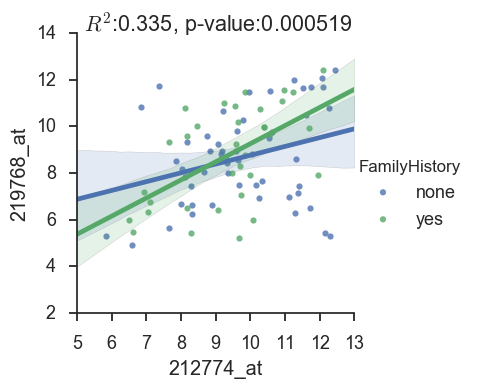 R²:0.335, p-value:0.000519
14
12
10
8
6
4
2
219768_at
5 6 7 8 9 10 11 12 13
212774_at
FamilyHistory
none
yes